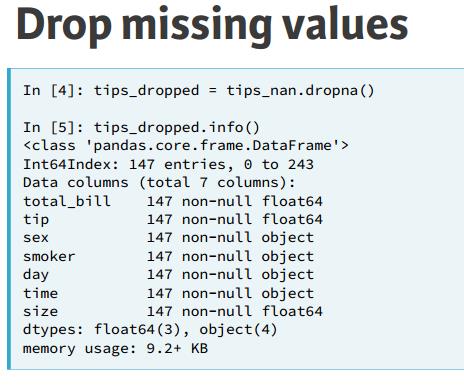 Drop missing values
In [4]: tips_dropped = tips_nan.dropna()
In [5]: tips_dropped.info()
<class 'pandas.core.frame.DataFrame'>
Int64Index: 147 entries, 0 to 243
Data columns (total 7 columns):
total_bill    147 non-null float64
tip           147 non-null float64
sex           147 non-null object
smoker        147 non-null object
day           147 non-null object
time          147 non-null object
size          147 non-null float64
dtypes: float64(3), object(4)
memory usage: 9.2+ KB